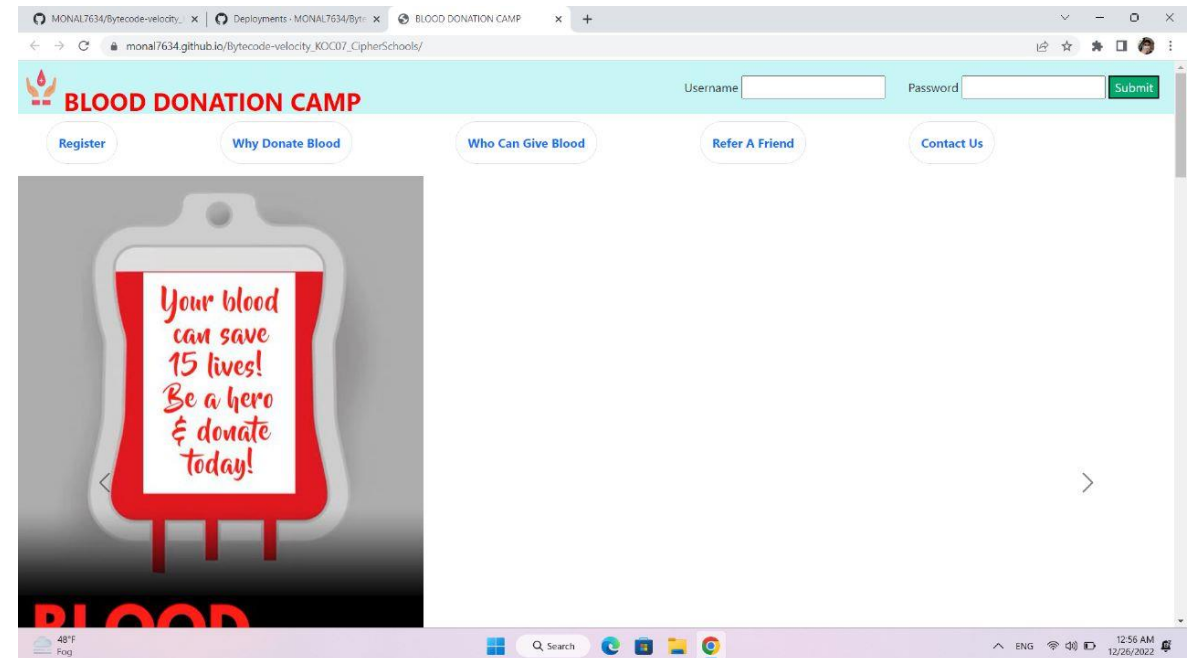 MONAL7634/Bytecode-velocity_
Deployments · MONAL7634/Byte
BLOOD DONATION CAMP
monal7634.github.io/Bytecode-velocity_KOC07_CipherSchools/
BLOOD DONATION CAMP
Username
Password
Submit
Register
Why Donate Blood
Who Can Give Blood
Refer A Friend
Contact Us
Your blood
can save
15 lives!
Be a hero
& donate
today!
BLOOD
48°F
Fog
Search
ENG
12:56 AM
12/26/2022